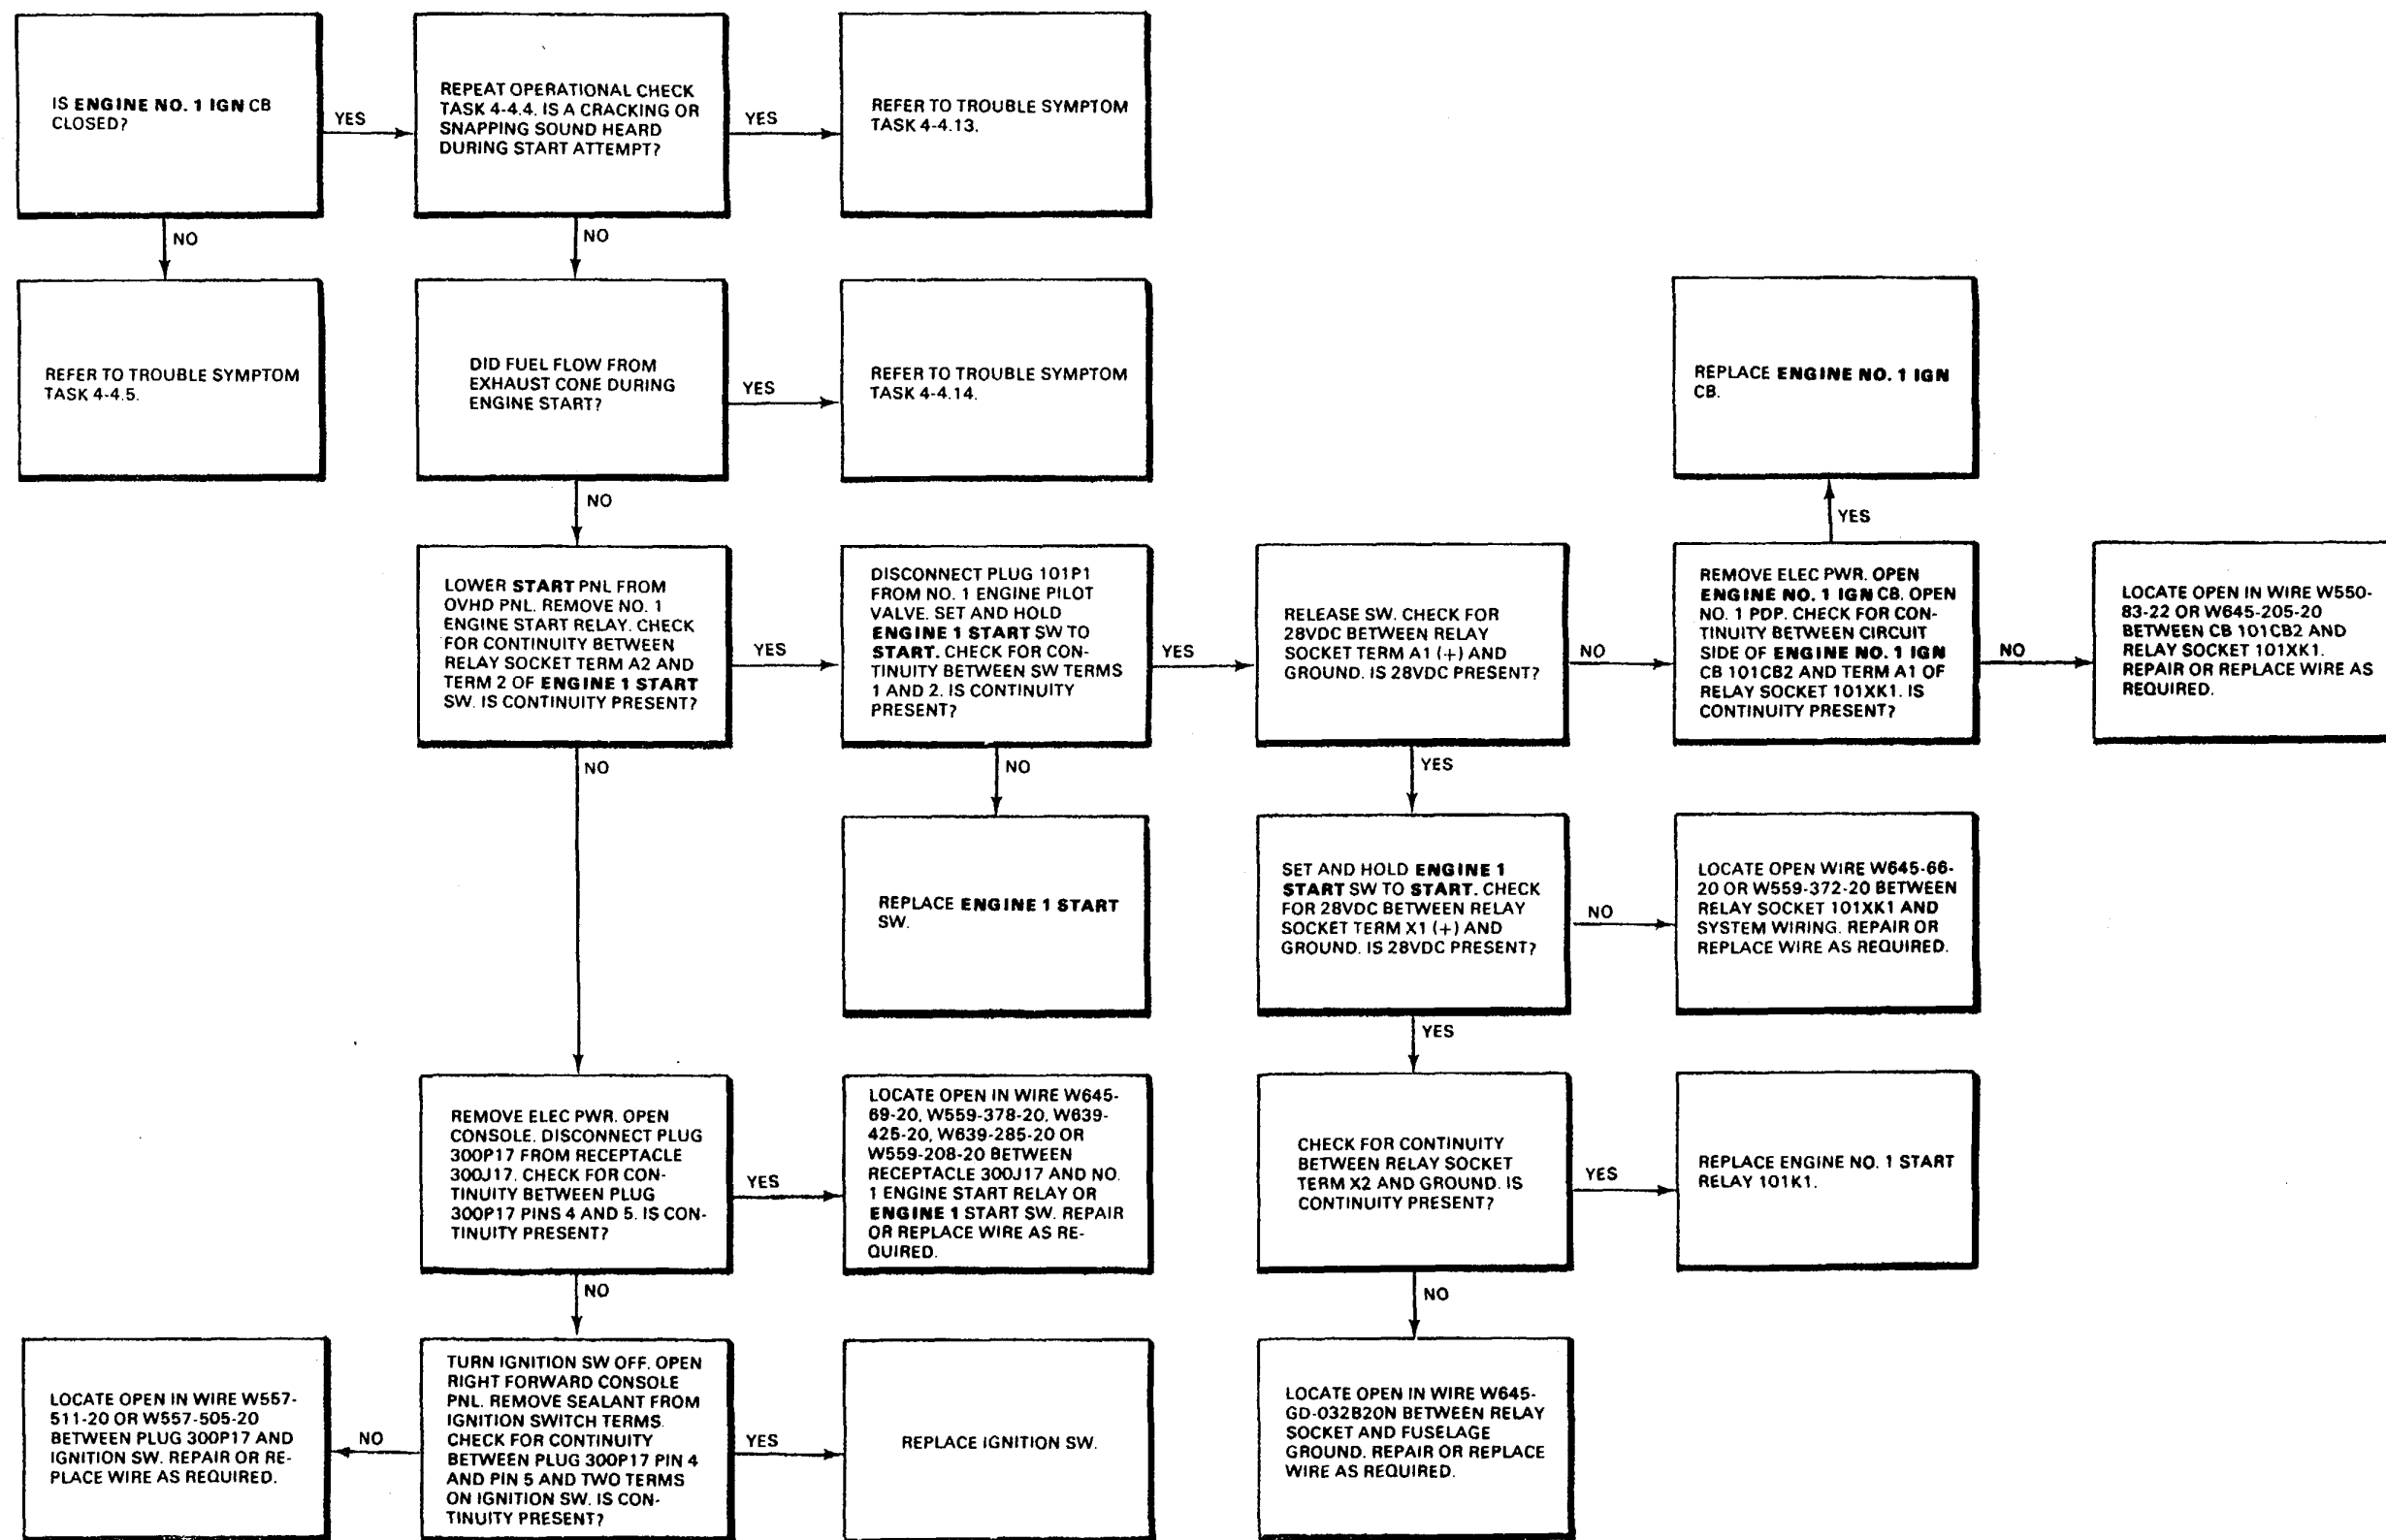 IS ENGINE NO. 1 IGN CB
CLOSED?
YES
NO
REPEAT OPERATIONAL CHECK
TASK 4-4.4. IS A CRACKING OR
SNAPPING SOUND HEARD
DURING START ATTEMPT?
YES
NO
REFER TO TROUBLE SYMPTOM
TASK 4-4.13.
REFER TO TROUBLE SYMPTOM
TASK 4-4.5.
DID FUEL FLOW FROM
EXHAUST CONE DURING
ENGINE START?
YES
NO
REFER TO TROUBLE SYMPTOM
TASK 4-4.14.
REPLACE ENGINE NO. 1 IGN
CB.
YES
LOWER START PNL FROM
OVHD PNL. REMOVE NO. 1
ENGINE START RELAY. CHECK
FOR CONTINUITY BETWEEN
RELAY SOCKET TERM A2 AND
TERM 2 OF ENGINE 1 START
SW. IS CONTINUITY PRESENT?
YES
NO
DISCONNECT PLUG 101P1
FROM NO. 1 ENGINE PILOT
VALVE. SET AND HOLD
ENGINE 1 START SW TO
START. CHECK FOR CON-
TINUITY BETWEEN SW TERMS
1 AND 2. IS CONTINUITY
PRESENT?
YES
NO
RELEASE SW. CHECK FOR
28VDC BETWEEN RELAY
SOCKET TERM A1 (+) AND
GROUND. IS 28VDC PRESENT?
NO
YES
REMOVE ELEC PWR. OPEN
ENGINE NO. 1 IGN CB. OPEN
NO. 1 PDP. CHECK FOR CON-
TINUITY BETWEEN CIRCUIT
SIDE OF ENGINE NO. 1 IGN
CB 101CB2 AND TERM A1 OF
RELAY SOCKET 101XK1. IS
CONTINUITY PRESENT?
NO
LOCATE OPEN IN WIRE W550-
83-22 OR W645-205-20
BETWEEN CB 101CB2 AND
RELAY SOCKET 101XK1.
REPAIR OR REPLACE WIRE AS
REQUIRED.
REPLACE ENGINE 1 START
SW.
SET AND HOLD ENGINE 1
START SW TO START. CHECK
FOR 28VDC BETWEEN RELAY
SOCKET TERM X1 (+) AND
GROUND. IS 28VDC PRESENT?
NO
YES
LOCATE OPEN WIRE W645-66-
20 OR W559-372-20 BETWEEN
RELAY SOCKET 101XK1 AND
SYSTEM WIRING. REPAIR OR
REPLACE WIRE AS REQUIRED.
REMOVE ELEC PWR. OPEN
CONSOLE. DISCONNECT PLUG
300P17 FROM RECEPTACLE
300J17. CHECK FOR CON-
TINUITY BETWEEN PLUG
300P17 PINS 4 AND 5. IS CON-
TINUITY PRESENT?
YES
NO
LOCATE OPEN IN WIRE W645-
69-20, W559-378-20, W639-
425-20, W639-285-20 OR
W559-208-20 BETWEEN
RECEPTACLE 300J17 AND NO.
1 ENGINE START RELAY OR
ENGINE 1 START SW. REPAIR
OR REPLACE WIRE AS RE-
QUIRED.
CHECK FOR CONTINUITY
BETWEEN RELAY SOCKET
TERM X2 AND GROUND. IS
CONTINUITY PRESENT?
YES
NO
REPLACE ENGINE NO. 1 START
RELAY 101K1.
LOCATE OPEN IN WIRE W557-
511-20 OR W557-505-20
BETWEEN PLUG 300P17 AND
IGNITION SW. REPAIR OR RE-
PLACE WIRE AS REQUIRED.
NO
TURN IGNITION SW OFF. OPEN
RIGHT FORWARD CONSOLE
PNL. REMOVE SEALANT FROM
IGNITION SWITCH TERMS.
CHECK FOR CONTINUITY
BETWEEN PLUG 300P17 PIN 4
AND PIN 5 AND TWO TERMS
ON IGNITION SW. IS CON-
TINUITY PRESENT?
YES
REPLACE IGNITION SW.
LOCATE OPEN IN WIRE W645-
GD-032B20N BETWEEN RELAY
SOCKET AND FUSELAGE
GROUND. REPAIR OR REPLACE
WIRE AS REQUIRED.